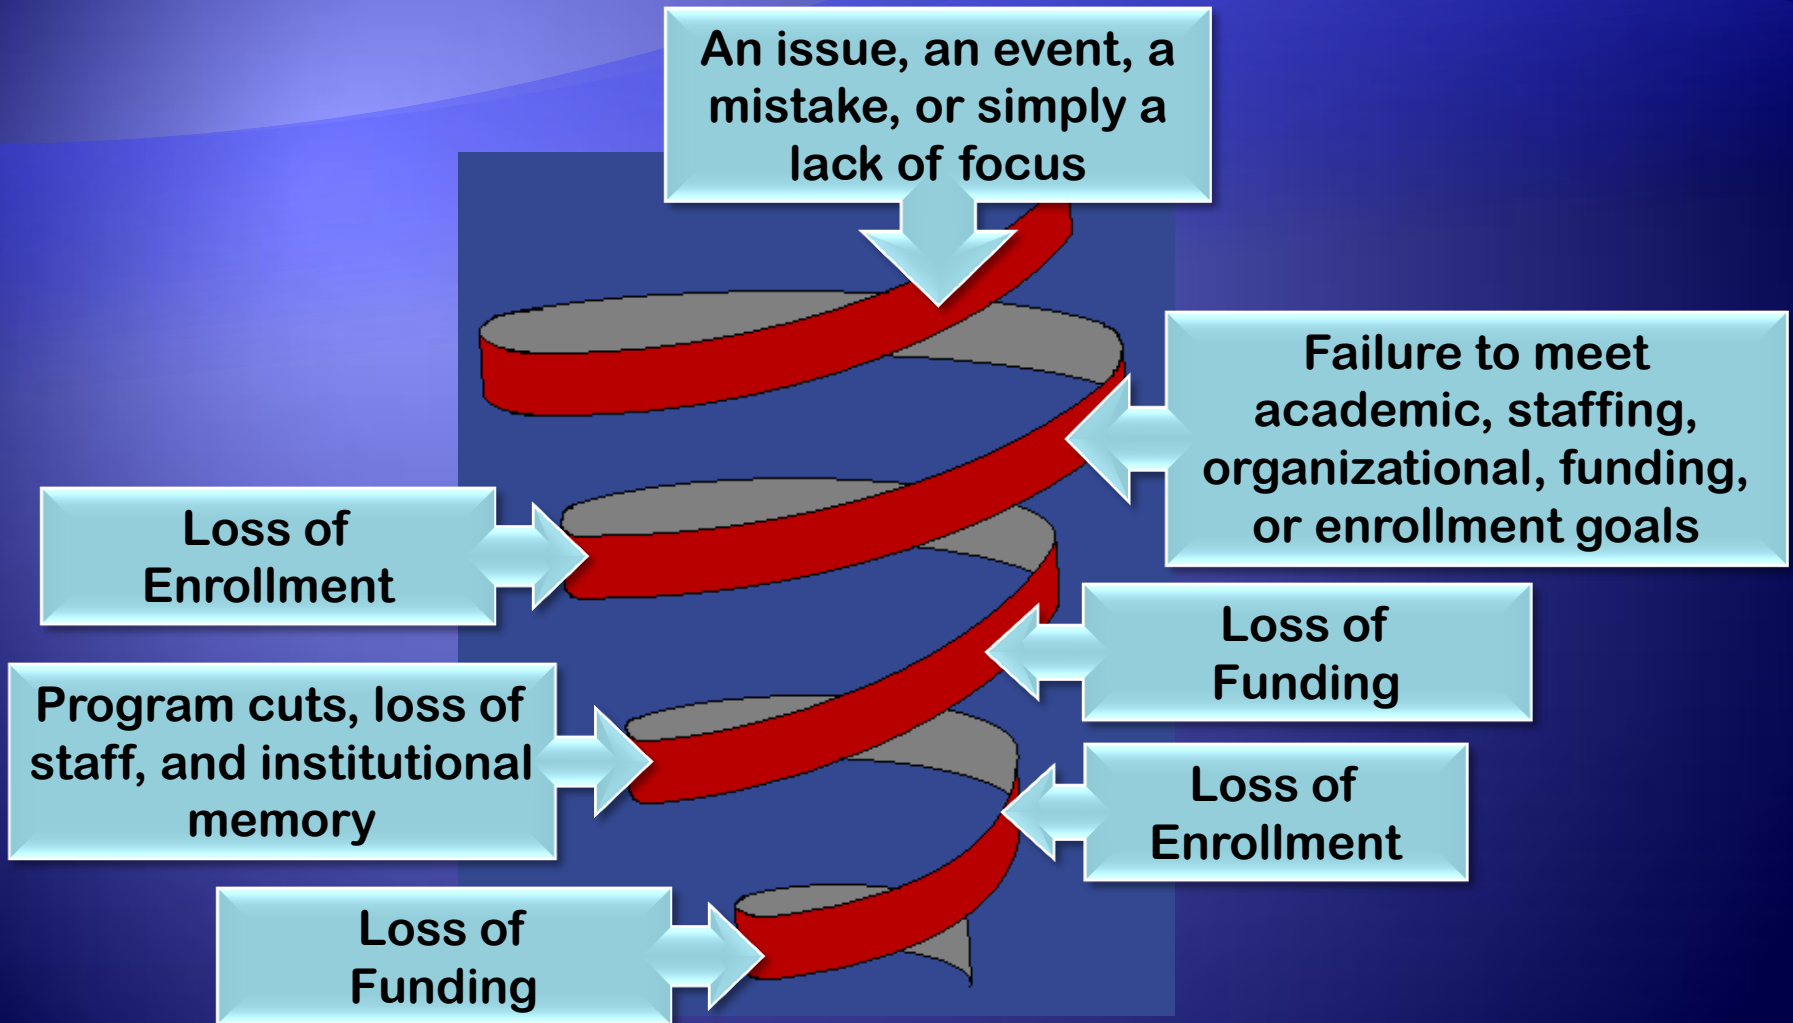 An issue, an event, a
mistake, or simply a
lack of focus
Failure to meet
academic, staffing,
organizational, funding,
or enrollment goals
Loss of
Enrollment
Loss of
Funding
Program cuts, loss of
staff, and institutional
memory
Loss of
Enrollment
Loss of
Funding